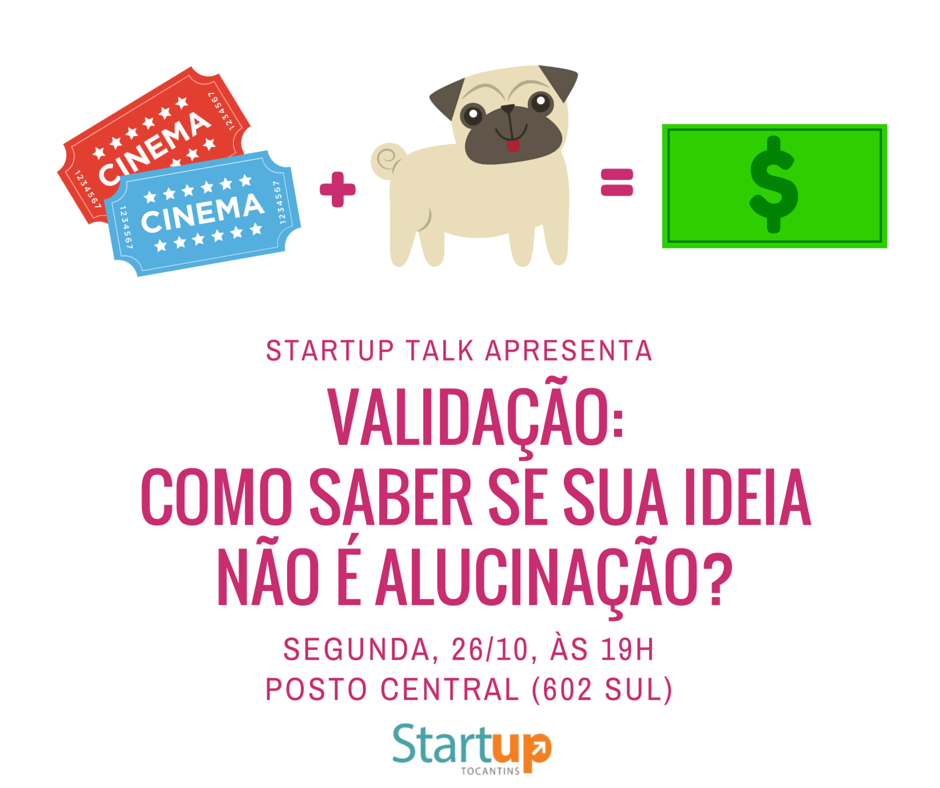 CINEMA
1234567
1234567
CINEMA
1234567
1234567
$
STARTUP TALK APRESENTA
VALIDAÇÃO:
COMO SABER SE SUA IDEIA
NÃO É ALUCINAÇÃO?
SEGUNDA, 26/10, ÀS 19H
POSTO CENTRAL (602 SUL)
Startup
TOCANTINS